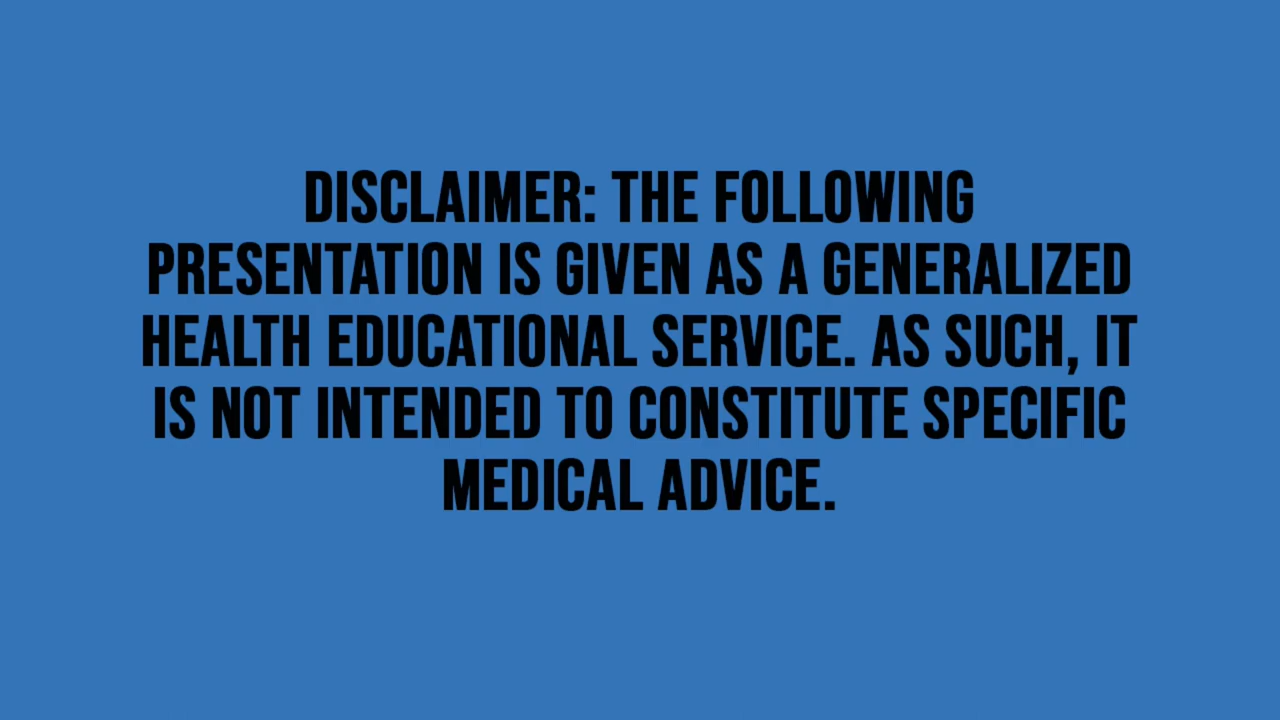 DISCLAIMER: THE FOLLOWING
PRESENTATION IS GIVEN AS A GENERALIZED
HEALTH EDUCATIONAL SERVICE. AS SUCH, IT
IS NOT INTENDED TO CONSTITUTE SPECIFIC
MEDICAL ADVICE.